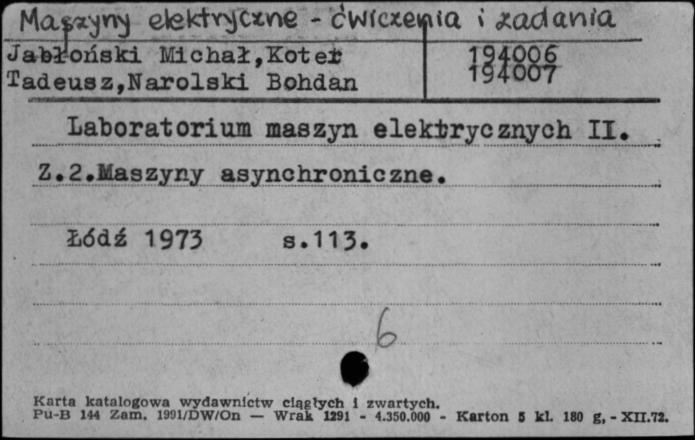 Maszyny elektryczne - ćwiczenia i zadania
Jabłoński Michał,Koter 194006
Tadeusz,Narolski Bohdan 194007
Laboratorium maszyn elektrycznych II.
Z.2.Maszyny asynchroniczne.
Łódź 1973 s.113.
6
Karta katalogowa wydawnictw ciągłych i zwartych.
Pu-B 144 Zam. 1991/DW/On — Wrak 1291 - 4.350.000 - Karton 5 kl. 180 g, - XII.72.